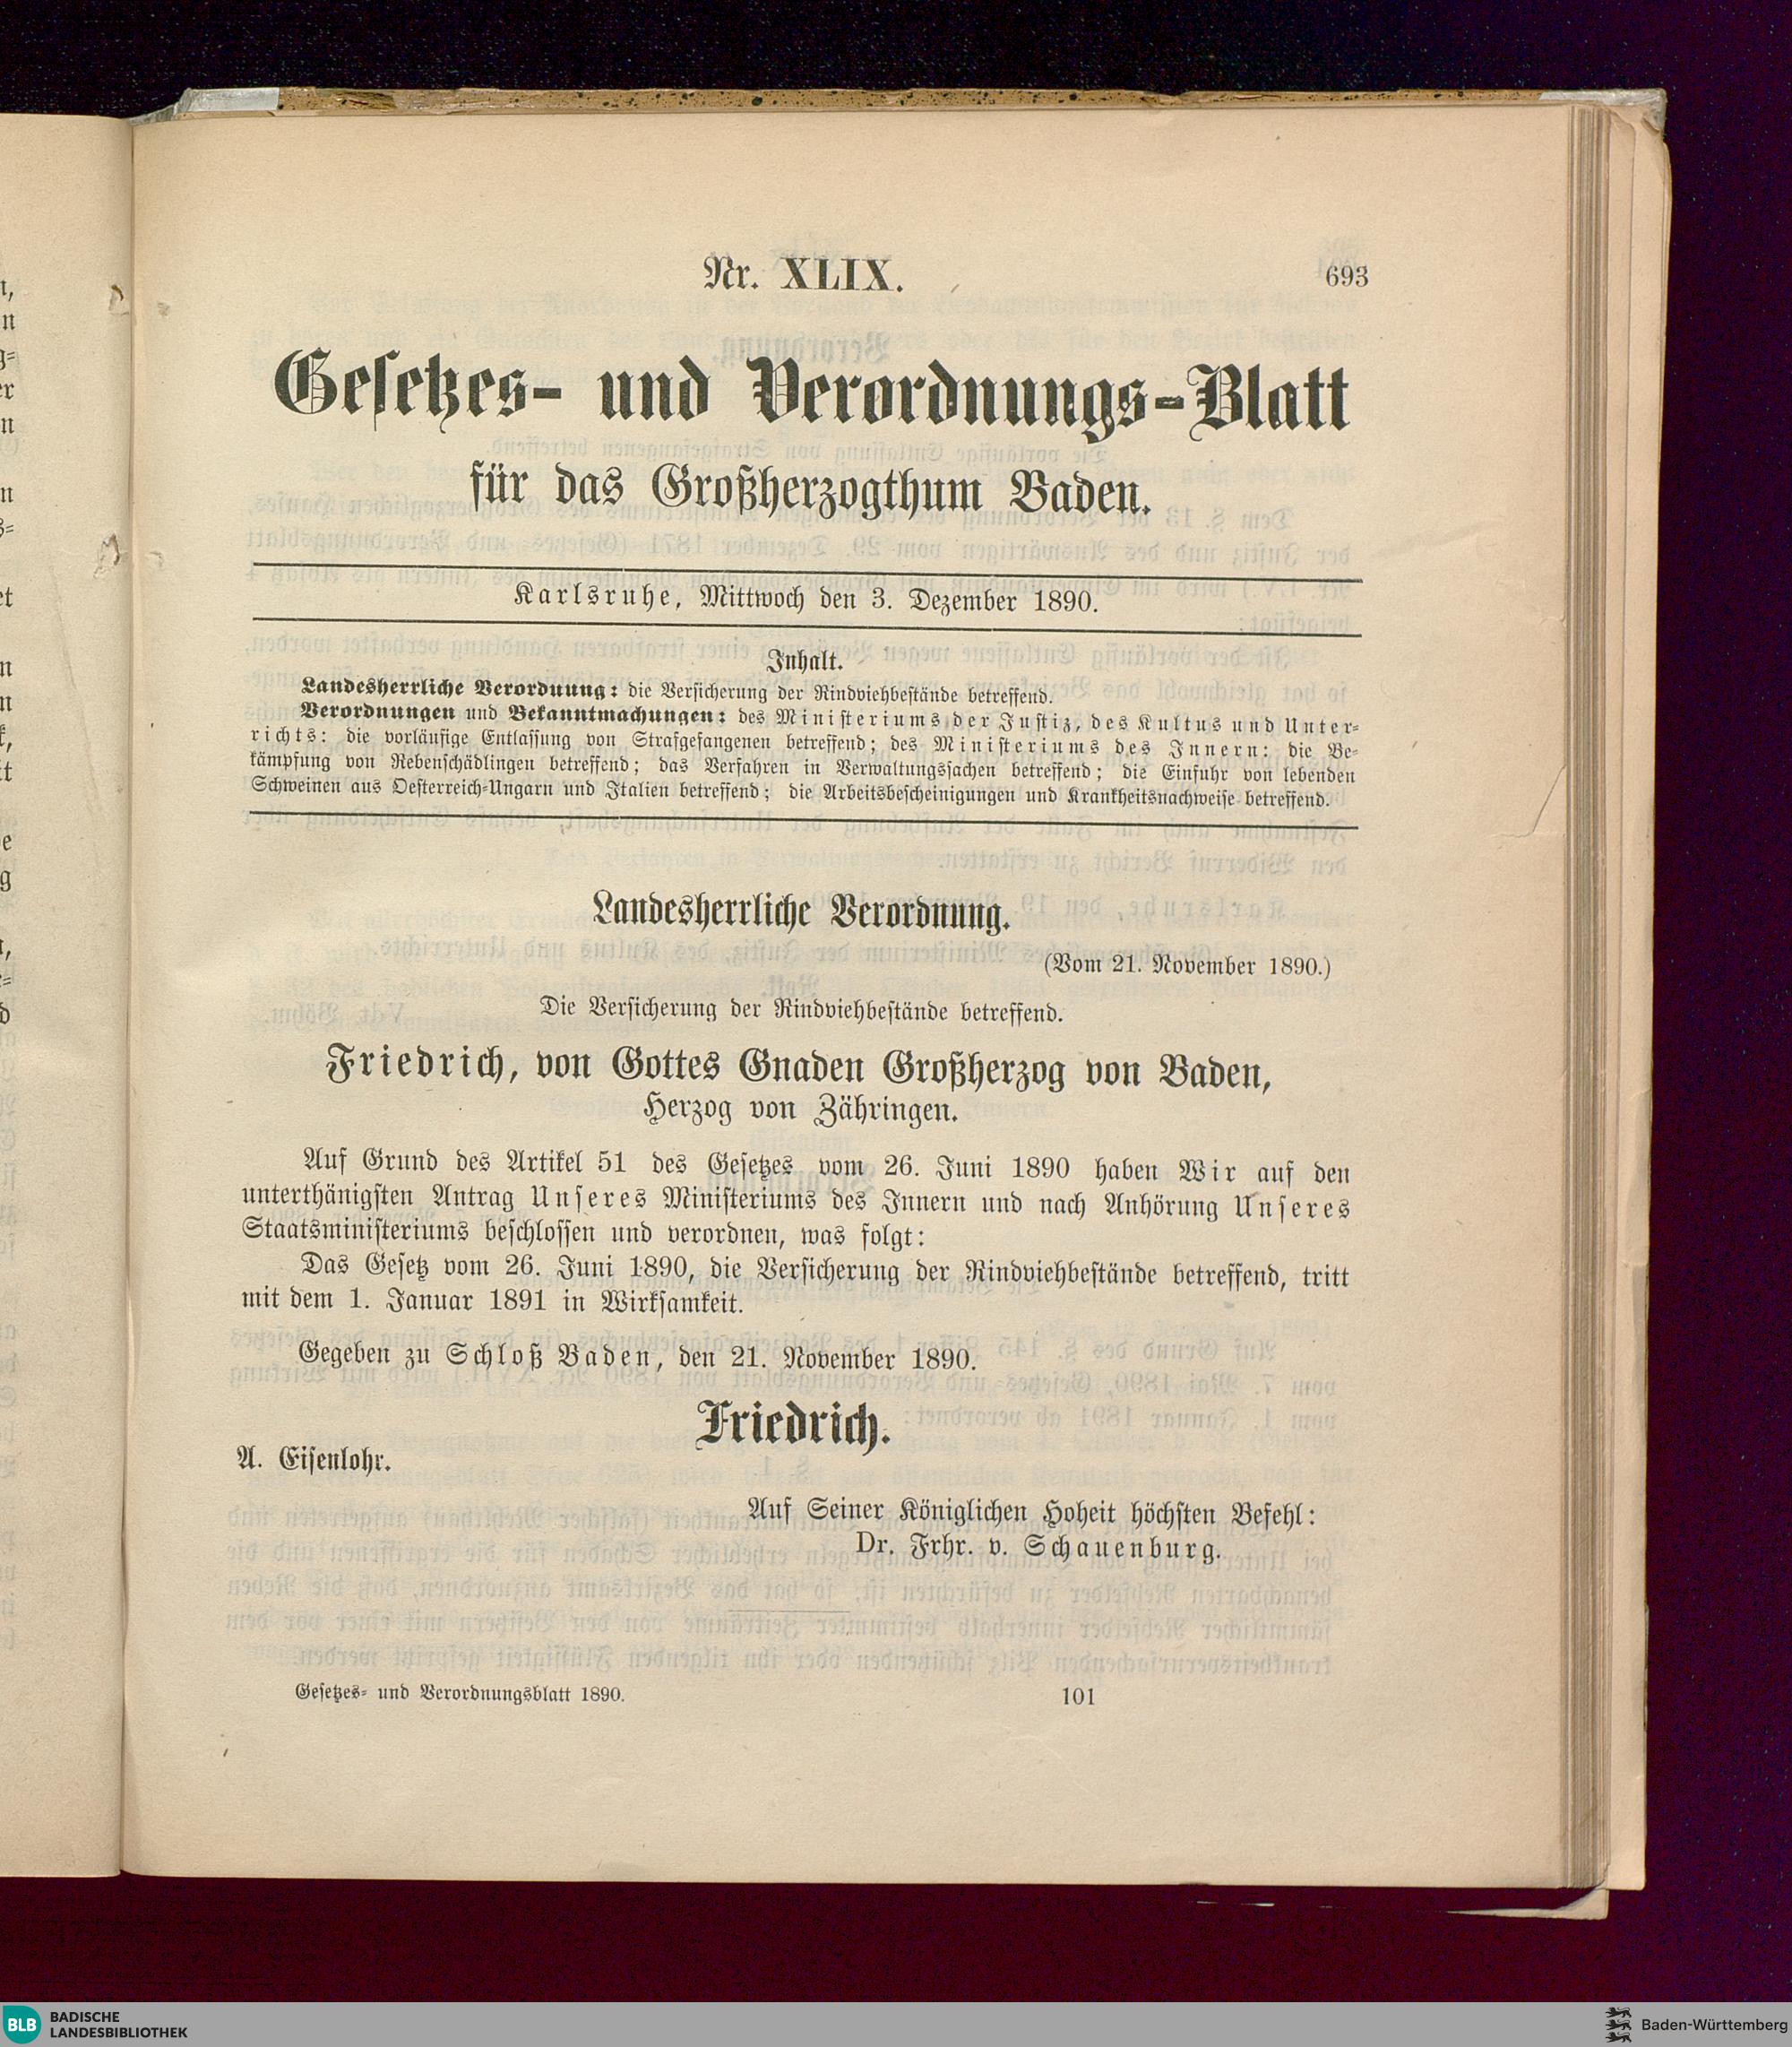 Nr. XLIX.
693
Gesetzes- und Verordnungs-Blatt
für das Großherzogthum Baden.
Karlsruhe, Mittwoch den 3. Dezember 1890.
Inhalt.
Landesherrliche Verordnung: die Versicherung der Rindviehbestände betreffend.
Verordnungen und Bekanntmachungen: des Ministeriums der Justiz, des Kultus und Unter-
richts: die vorläufige Entlassung von Strafgefangenen betreffend; des Ministeriums des Innern: die Be-
kämpfung von Rebenschädlingen betreffend; das Verfahren in Verwaltungssachen betreffend; die Einfuhr von lebenden
Schweinen aus Oesterreich-Ungarn und Italien betreffend; die Arbeitsbescheinigungen und Krankheitsnachweise betreffend.
Landesherrliche Verordnung.
(Vom 21. November 1890.)
Die Versicherung der Rindviehbestände betreffend.
Friedrich, von Gottes Gnaden Großherzog von Baden,
Herzog von Zähringen.
Auf Grund des Artikel 51 des Gesetzes vom 26. Juni 1890 haben Wir auf den
unterthänigsten Antrag Unseres Ministeriums des Innern und nach Anhörung Unseres
Staatsministeriums beschlossen und verordnen, was folgt:
Das Gesetz vom 26. Juni 1890, die Versicherung der Rindviehbestände betreffend, tritt
mit dem 1. Januar 1891 in Wirksamkeit.
Gegeben zu Schloß Baden, den 21. November 1890.
Friedrich.
A. Eisenlohr.
Auf Seiner Königlichen Hoheit höchsten Befehl:
Dr. Frhr. v. Schauenburg.
Gesetzes- und Verordnungsblatt 1890.
101
BLB BADISCHE
LANDESBIBLIOTHEK
Baden-Württemberg